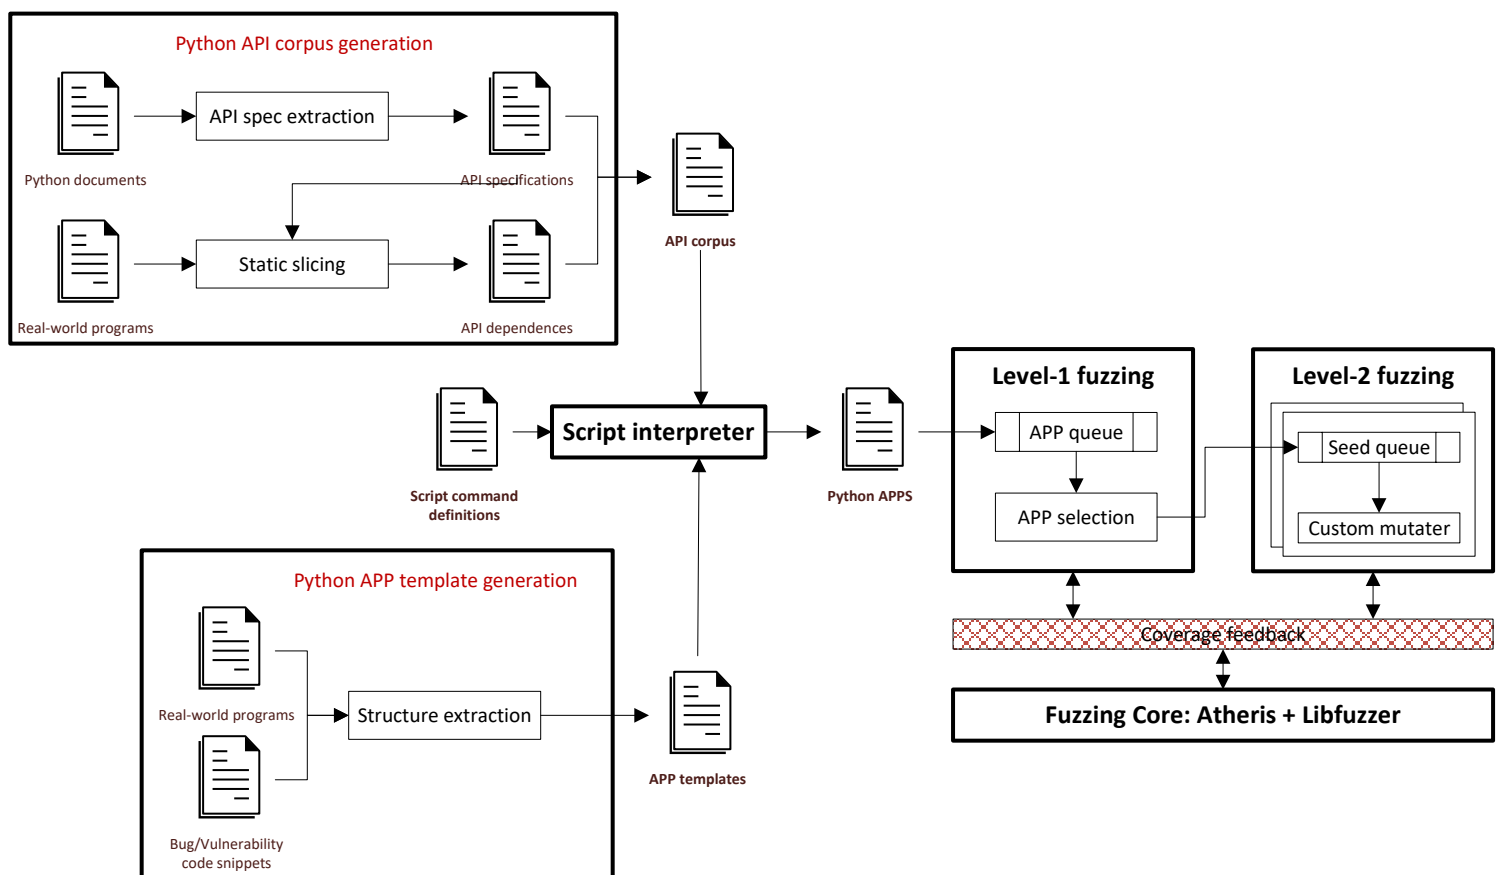 Python API corpus generation
API spec extraction
Python documents
API specifications
Static slicing
Real-world programs
API dependences
API corpus
Script command
definitions
Script interpreter
Python APPS
Level-1 fuzzing
APP queue
APP selection
Level-2 fuzzing
Seed queue
Custom mutater
Coverage feedback
Fuzzing Core: Atheris + Libfuzzer
Python APP template generation
Real-world programs
Structure extraction
Bug/Vulnerability
code snippets
APP templates